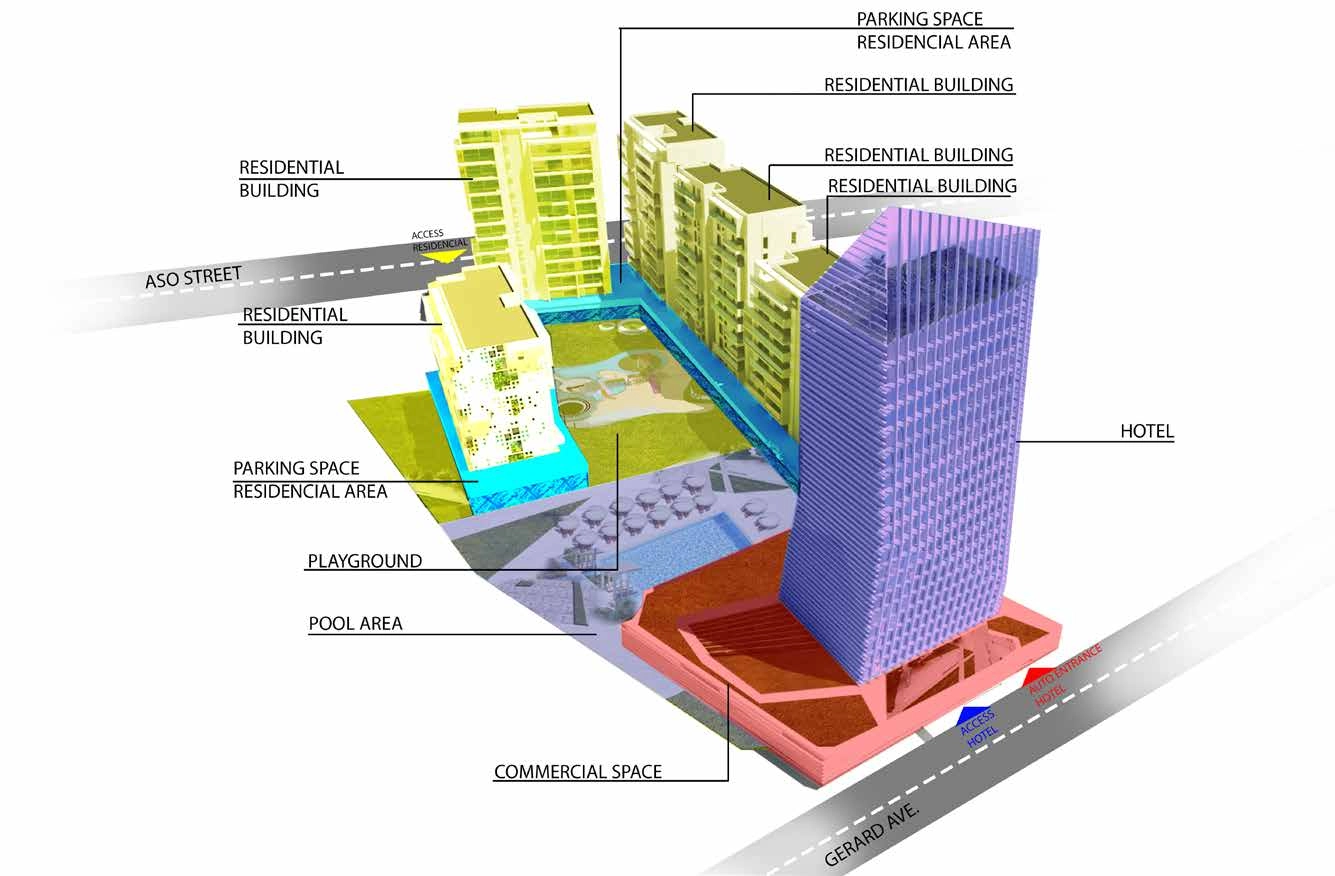 PARKING SPACE
RESIDENCIAL AREA
RESIDENTIAL BUILDING
RESIDENTIAL BUILDING
RESIDENTIAL BUILDING
RESIDENTIAL
BUILDING
ACCESS
RESIDENCIAL
ASO STREET
RESIDENTIAL
BUILDING
HOTEL
PARKING SPACE
RESIDENCIAL AREA
PLAYGROUND
POOL AREA
AUTO ENTRANCE
HOTEL
ACCESS
HOTEL
COMMERCIAL SPACE
GERARD AVE.